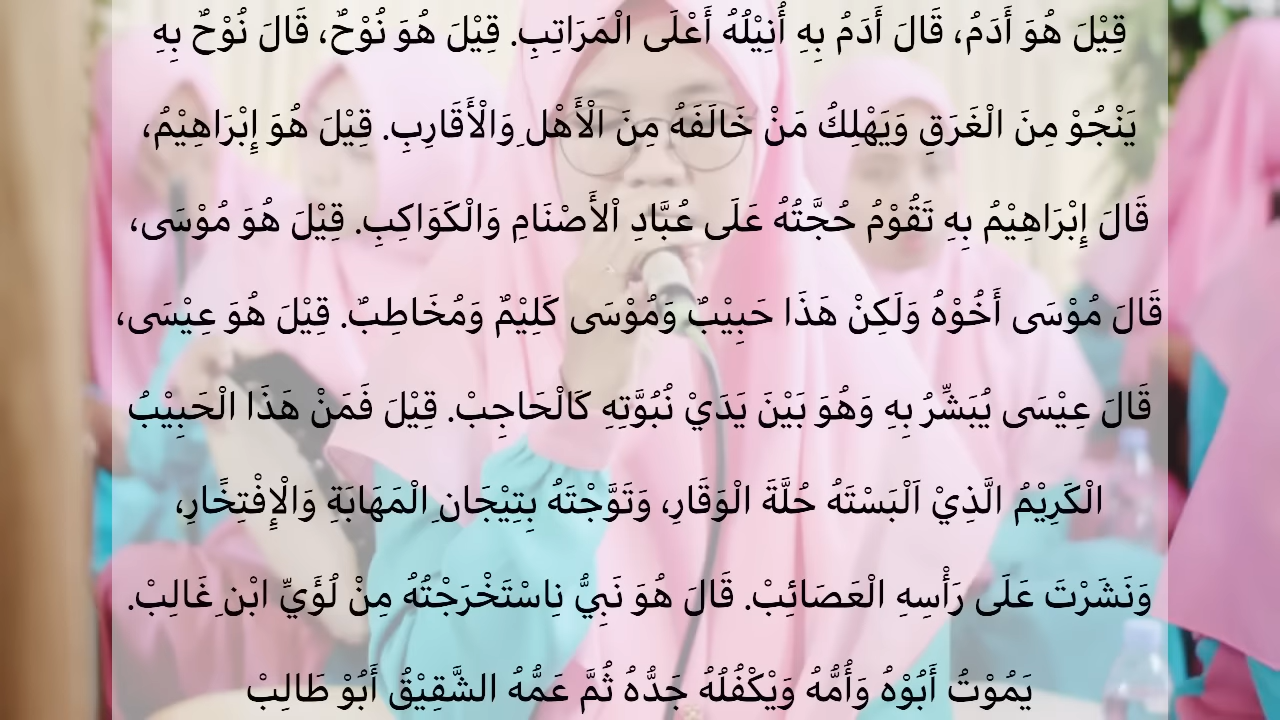 قِيْلَ هُوَ أَدَمُ، قَالَ أَدَمُ بِهِ أُنِيْلُهُ أَعْلَى الْمَرَاتِبِ. قِيْلَ هُوَ نُوْحٌ، قَالَ نُوْحٌ بِهِ
يَنْجُوْ مِنَ الْغَرَقِ وَيَهْلِكُ مَنْ خَالَفَهُ مِنَ الْأَهْلِ وَالْأَقَارِبِ. قِيْلَ هُوَ إِبْرَاهِيْمُ،
قَالَ إِبْرَاهِيْمُ بِهِ تَقُوْمُ حُجَّتُهُ عَلَى عُبَّادِ اْلأَصْنَامِ وَالْكَوَاكِبِ. قِيْلَ هُوَ مُوْسَى،
قَالَ مُوْسَى أَخُوْهُ وَلَكِنْ هَذَا حَبِيْبٌ وَمُوْسَى كَلِيْمٌ وَمُخَاطِبٌ. قِيْلَ هُوَ عِيْسَى،
قَالَ عِيْسَى يُبَشِّرُ بِهِ وَهُوَ بَيْنَ يَدَيْ نُبُوَّتِهِ كَالْحَاجِبْ. قِيْلَ فَمَنْ هَذَا الْحَبِيْبُ
الْكَرِيْمُ الَّذِيْ اَلْبَسْتَهُ حُلَّةَ الْوَقَارِ، وَتَوَّجْتَهُ بِتِيْجَانِ الْمَهَابَةِ وَالْإِفْتِخًارِ،
وَنَشَرْتَ عَلَى رَأْسِهِ الْعَصَائِبْ. قَالَ هُوَ نَبِيُّ نِاسْتَخْرَجْتُهُ مِنْ لُؤَيِّ ابْنِ غَالِبْ.
يَمُوْتُ أَبُوْهُ وَأُمُّهُ وَيْكْفُلُهُ جَدُّهُ ثُمَّ عَمُّهُ الشَّقِيْقُ أَبُوْ طَالِبْ